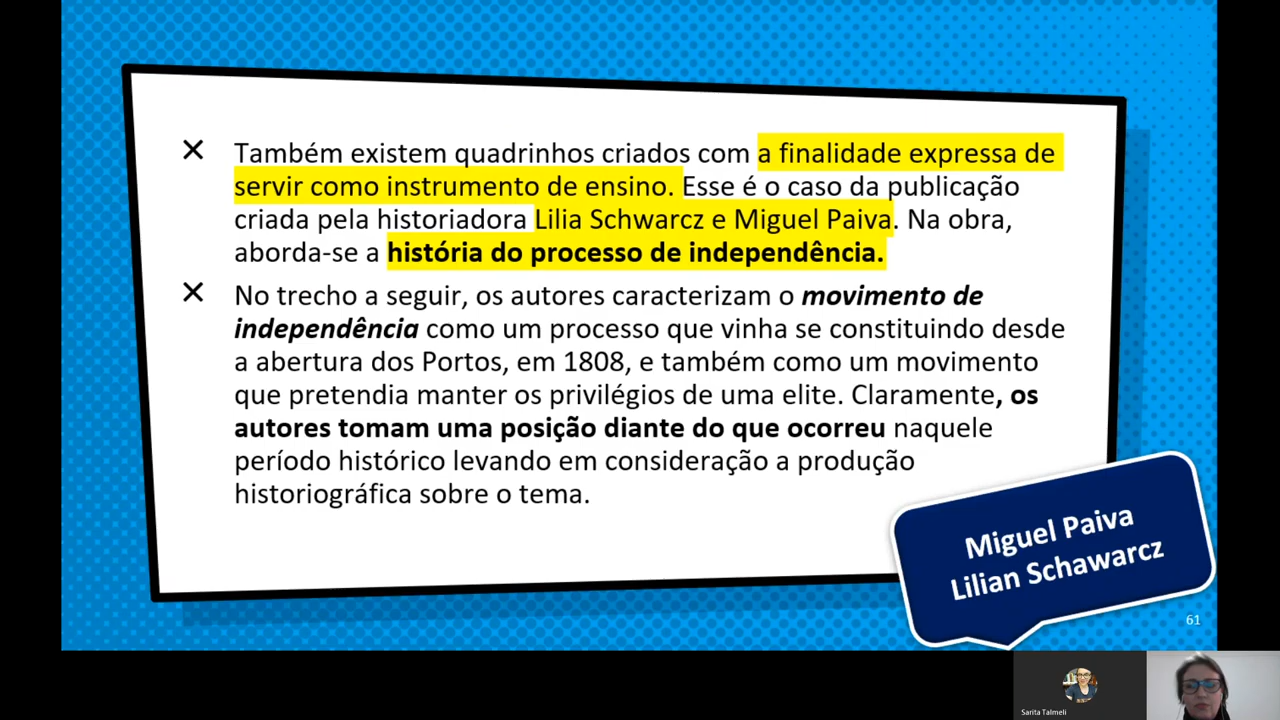 ✕ Também existem quadrinhos criados com a finalidade expressa de
servir como instrumento de ensino. Esse é o caso da publicação
criada pela historiadora Lilia Schwarcz e Miguel Paiva. Na obra,
aborda-se a história do processo de independência.
✕ No trecho a seguir, os autores caracterizam o movimento de
independência como um processo que vinha se constituindo desde
a abertura dos Portos, em 1808, e também como um movimento
que pretendia manter os privilégios de uma elite. Claramente, os
autores tomam uma posição diante do que ocorreu naquele
período histórico levando em consideração a produção
historiográfica sobre o tema.
Miguel Paiva
Lilian Schawarcz
61
Sarita Talmeli